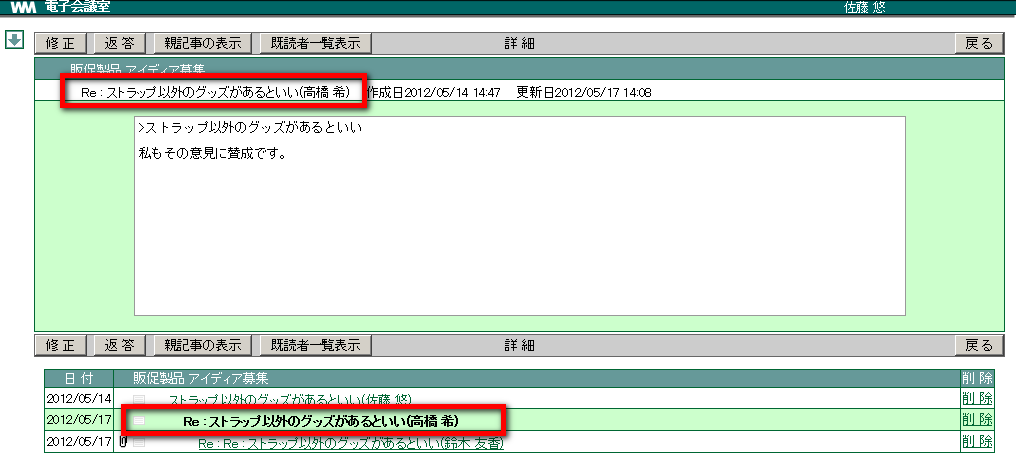 WM 電子会議室 佐藤 悠
修正 返答 親記事の表示 既読者一覧表示 詳細 戻る
販促製品 アイディア募集
Re : ストラップ以外のグッズがあるといい(高橋 希) 作成日2012/05/14 14:47 更新日2012/05/17 14:08
>ストラップ以外のグッズがあるといい
私もその意見に賛成です。
修正 返答 親記事の表示 既読者一覧表示 詳細 戻る
日付 販促製品 アイディア募集 削除
2012/05/14 ストラップ以外のグッズがあるといい(佐藤 悠) 削除
2012/05/17 Re : ストラップ以外のグッズがあるといい(高橋 希) 削除
2012/05/17 Re : Re : ストラップ以外のグッズがあるといい(鈴木 友香) 削除